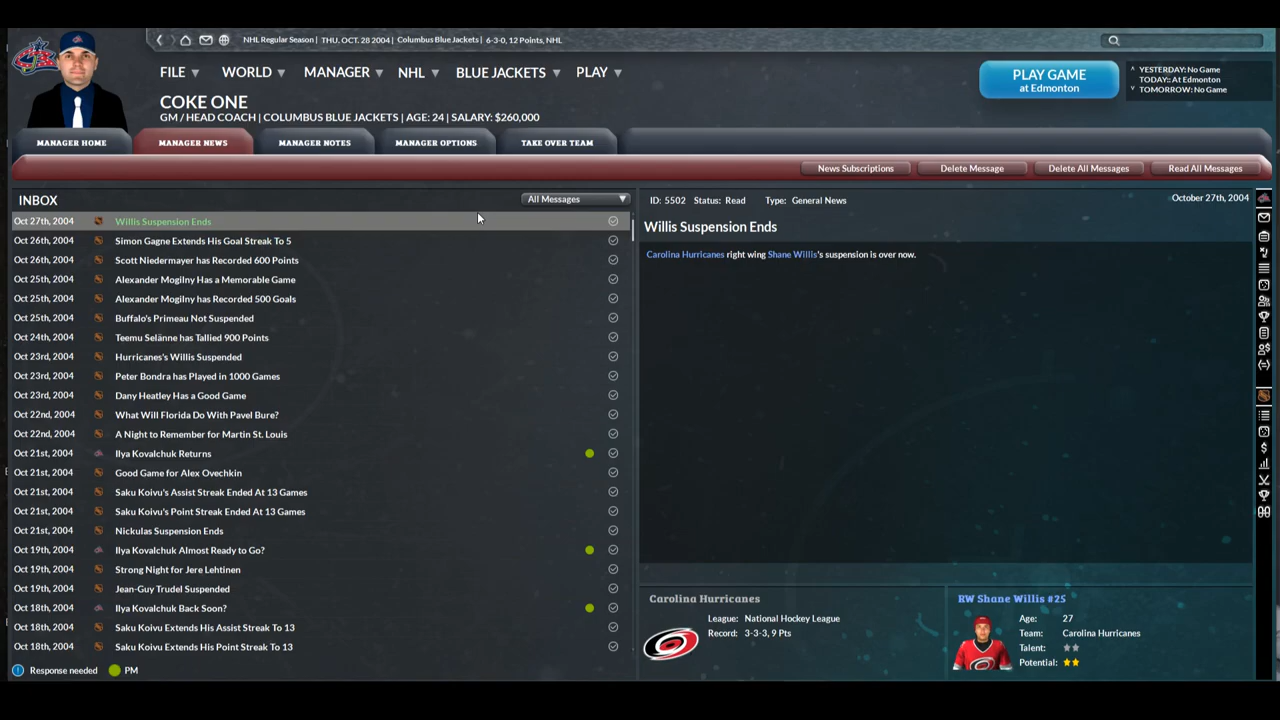 NHL Regular Season | THU. OCT. 28 2004 | Columbus Blue Jackets | 6-3-0, 12 Points, NHL
FILE WORLD MANAGER NHL BLUE JACKETS PLAY
PLAY GAME
at Edmonton
YESTERDAY: No Game
TODAY: At Edmonton
TOMORROW: No Game
COKE ONE
GM / HEAD COACH | COLUMBUS BLUE JACKETS | AGE: 24 | SALARY: $260,000
MANAGER HOME MANAGER NEWS MANAGER NOTES MANAGER OPTIONS TAKE OVER TEAM
News Subscriptions Delete Message Delete All Messages Read All Messages
INBOX All Messages
Oct 27th, 2004 Willis Suspension Ends
Oct 26th, 2004 Simon Gagne Extends His Goal Streak To 5
Oct 26th, 2004 Scott Niedermayer has Recorded 600 Points
Oct 25th, 2004 Alexander Mogilny Has a Memorable Game
Oct 25th, 2004 Alexander Mogilny has Recorded 500 Goals
Oct 25th, 2004 Buffalo's Primeau Not Suspended
Oct 24th, 2004 Teemu Selänne has Tallied 900 Points
Oct 23rd, 2004 Hurricanes's Willis Suspended
Oct 23rd, 2004 Peter Bondra has Played in 1000 Games
Oct 23rd, 2004 Dany Heatley Has a Good Game
Oct 22nd, 2004 What Will Florida Do With Pavel Bure?
Oct 22nd, 2004 A Night to Remember for Martin St. Louis
Oct 21st, 2004 Ilya Kovalchuk Returns
Oct 21st, 2004 Good Game for Alex Ovechkin
Oct 21st, 2004 Saku Koivu's Assist Streak Ended At 13 Games
Oct 21st, 2004 Saku Koivu's Point Streak Ended At 13 Games
Oct 21st, 2004 Nickulas Suspension Ends
Oct 19th, 2004 Ilya Kovalchuk Almost Ready to Go?
Oct 19th, 2004 Strong Night for Jere Lehtinen
Oct 19th, 2004 Jean-Guy Trudel Suspended
Oct 18th, 2004 Ilya Kovalchuk Back Soon?
Oct 18th, 2004 Saku Koivu Extends His Assist Streak To 13
Oct 18th, 2004 Saku Koivu Extends His Point Streak To 13
Response needed PM
ID: 5502 Status: Read Type: General News October 27th, 2004
Willis Suspension Ends
Carolina Hurricanes right wing Shane Willis's suspension is over now.
Carolina Hurricanes
League: National Hockey League
Record: 3-3-3, 9 Pts
RW Shane Willis #25
Age: 27
Team: Carolina Hurricanes
Talent:
Potential: